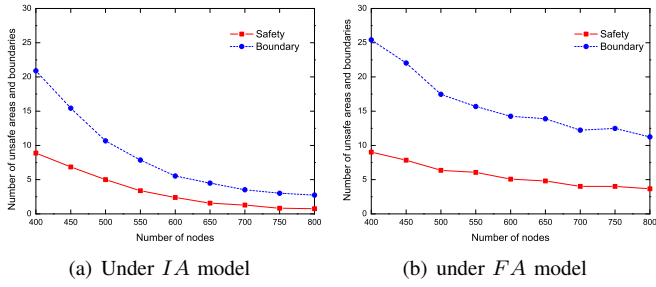 30
25
20
15
10
5
0
400 450 500 550 600 650 700 750 800
Number of unsafe areas and boundaries
Number of nodes
Safety
Boundary
(a) Under IA model
30
25
20
15
10
5
0
400 450 500 550 600 650 700 750 800
Number of unsafe areas and boundaries
Number of nodes
Safety
Boundary
(b) under FA model